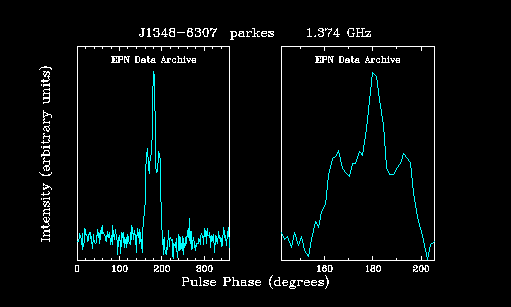 J1348-6307 parkes 1.374 GHz
EPN Data Archive EPN Data Archive
Intensity (arbitrary units)
0 100 200 300 160 180 200
Pulse Phase (degrees)